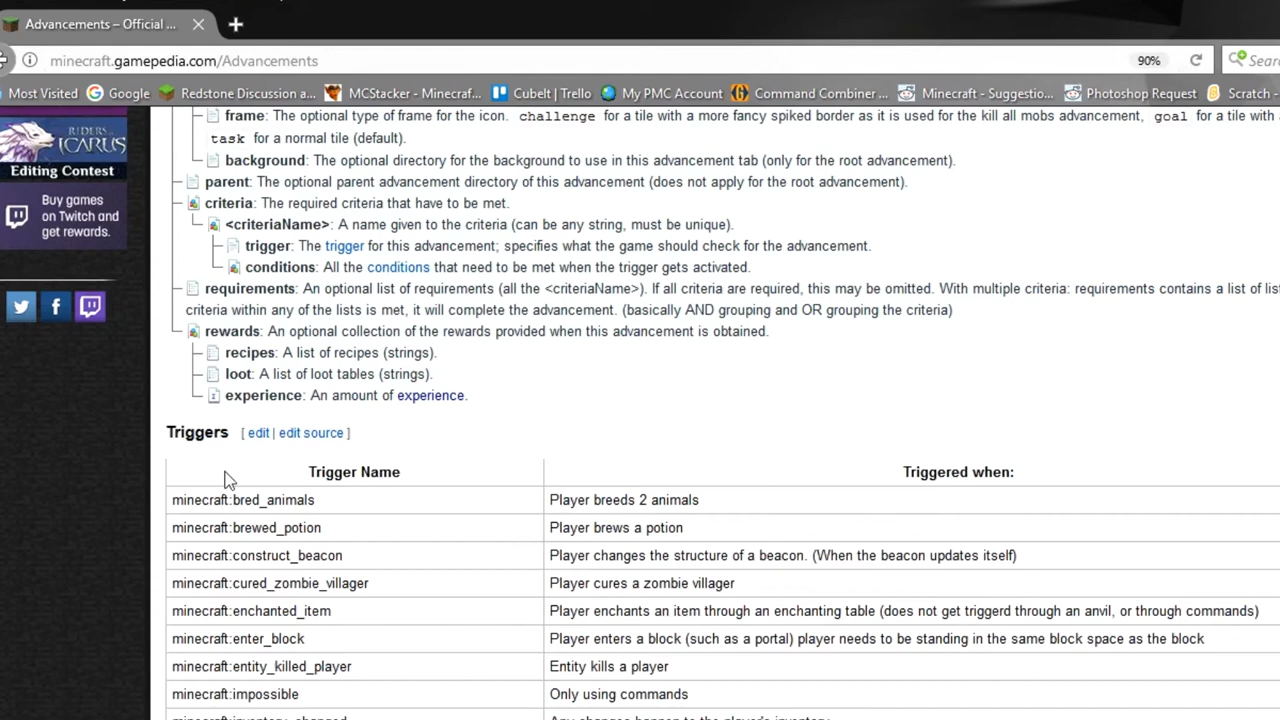 Advancements – Official ...
minecraft.gamepedia.com/Advancements 90% Sear
Most Visited Google Redstone Discussion a... MCStacker - Minecraf... Cubelt | Trello My PMC Account Command Combiner ... Minecraft - Suggestio... Photoshop Request Scratch -
frame: The optional type of frame for the icon. challenge for a tile with a more fancy spiked border as it is used for the kill all mobs advancement, goal for a tile with
task for a normal tile (default).
RIDERS OF ICARUS
Editing Contest
background: The optional directory for the background to use in this advancement tab (only for the root advancement).
parent: The optional parent advancement directory of this advancement (does not apply for the root advancement).
Buy games
on Twitch and
get rewards.
criteria: The required criteria that have to be met.
<criteriaName>: A name given to the criteria (can be any string, must be unique).
trigger: The trigger for this advancement; specifies what the game should check for the advancement.
conditions: All the conditions that need to be met when the trigger gets activated.
requirements: An optional list of requirements (all the <criteriaName>). If all criteria are required, this may be omitted. With multiple criteria: requirements contains a list of list
criteria within any of the lists is met, it will complete the advancement. (basically AND grouping and OR grouping the criteria)
rewards: An optional collection of the rewards provided when this advancement is obtained.
recipes: A list of recipes (strings).
loot: A list of loot tables (strings).
experience: An amount of experience.
Triggers [ edit | edit source ]
Trigger Name Triggered when:
minecraft:bred_animals Player breeds 2 animals
minecraft:brewed_potion Player brews a potion
minecraft:construct_beacon Player changes the structure of a beacon. (When the beacon updates itself)
minecraft:cured_zombie_villager Player cures a zombie villager
minecraft:enchanted_item Player enchants an item through an enchanting table (does not get triggerd through an anvil, or through commands)
minecraft:enter_block Player enters a block (such as a portal) player needs to be standing in the same block space as the block
minecraft:entity_killed_player Entity kills a player
minecraft:impossible Only using commands
minecraft:inventory_changed Any changes happen to the player's inventory